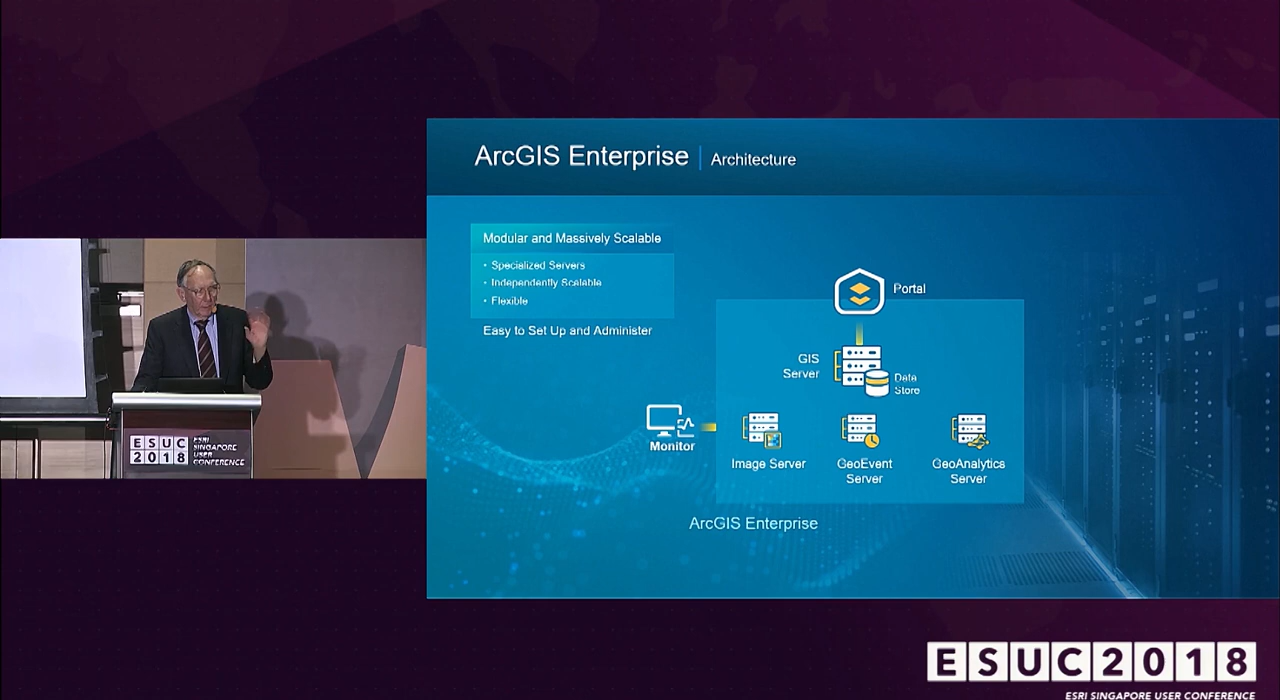 ArcGIS Enterprise | Architecture
Modular and Massively Scalable
• Specialized Servers
• Independently Scalable
• Flexible
Easy to Set Up and Administer
Portal
GIS
Server
Data
Store
Monitor
Image Server
GeoEvent
Server
GeoAnalytics
Server
ArcGIS Enterprise
ESUC
2018
ESRI
SINGAPORE
USER
CONFERENCE
ESUC2018
ESRI SINGAPORE USER CONFERENCE